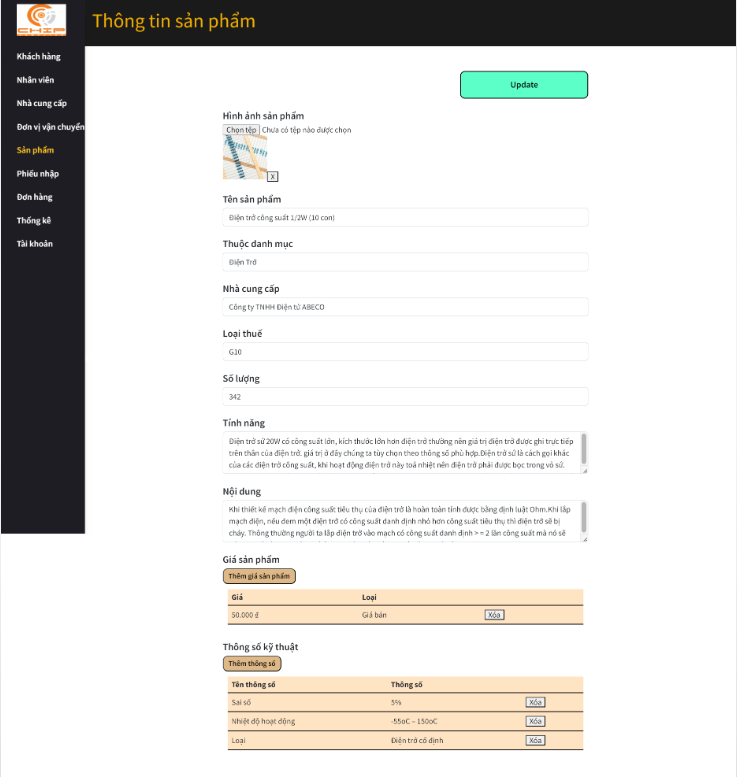 CHIP
Thông tin sản phẩm
Khách hàng
Nhân viên
Nhà cung cấp
Đơn vị vận chuyển
Sản phẩm
Phiếu nhập
Đơn hàng
Thống kê
Tài khoản
Update
Hình ảnh sản phẩm
Chọn tệp Chưa có tệp nào được chọn
X
Tên sản phẩm
Điện trở công suất 1/2W (10 con)
Thuộc danh mục
Điện Trở
Nhà cung cấp
Công ty TNHH Điện tử ABECO
Loại thuế
G10
Số lượng
342
Tính năng
Điện trở sứ 20W có công suất lớn, kích thước lớn hơn điện trở thường nên giá trị điện trở được ghi trực tiếp
trên thân của điện trở. giá trị ở đây chúng ta tùy chọn theo thông số phù hợp.Điện trở sứ là cách gọi khác
của các điện trở công suất, khi hoạt động điện trở này toả nhiệt nên điện trở phải được bọc trong vỏ sứ.
Nội dung
Khi thiết kế mạch điện công suất tiêu thụ của điện trở là hoàn toàn tính được bằng định luật Ohm.Khi lắp
mạch điện, nếu đem một điện trở có công suất danh định nhỏ hơn công suất tiêu thụ thì điện trở sẽ bị
cháy. Thông thường người ta lắp điện trở vào mạch có công suất danh định > = 2 lần công suất mà nó sẽ
Giá sản phẩm
Thêm giá sản phẩm
Giá Loại
50.000 ₫ Giá bán Xóa
Thông số kỹ thuật
Thêm thông số
Tên thông số Thông số
Sai số 5% Xóa
Nhiệt độ hoạt động -55oC – 150oC Xóa
Loại Điện trở cố định Xóa